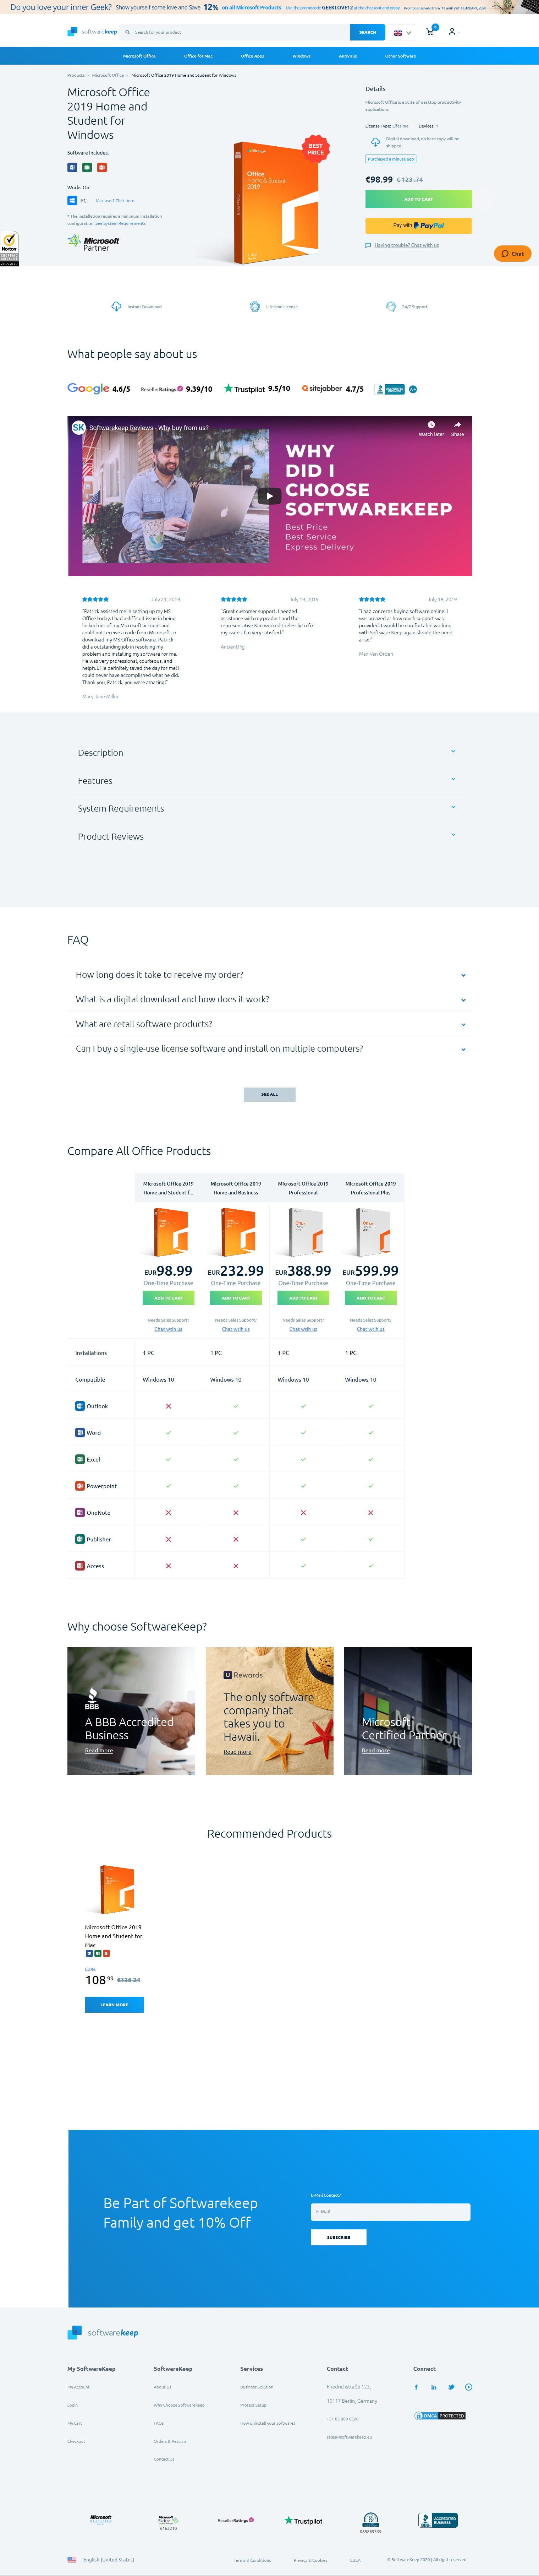 Do you love your inner Geek? Show yourself some love and Save 12% on all Microsoft Products Use the promocode GEEKLOVE12 at the checkout and enjoy.
softwarekeep
Search for your product
SEARCH
0
Microsoft Office
Office for Mac
Office Apps
Windows
Antivirus
Other Software
Products > Microsoft Office > Microsoft Office 2019 Home and Student for Windows
Microsoft Office
2019 Home and
Student for
Windows
Software Includes:
Works On:
PC
Mac user? Click here.
* The installation requires a minimum installation
configuration. See System Requirements
Microsoft
Partner
Norton
Microsoft
Office
Home & Student
2019
BEST
PRICE
Details
Microsoft Office is a suite of desktop productivity
applications
License Type: Lifetime
Devices: 1
Digital download, no hard copy will be
shipped.
Purchased a minute ago
€98.99 € 123 .74
ADD TO CART
Pay with PayPal
Having trouble? Chat with us
Chat
Instant Download
Lifetime License
24/7 Support
What people say about us
Google 4.6/5
ResellerRatings 9.39/10
Trustpilot 9.5/10
sitejabber 4.7/5
ACCREDITED
BUSINESS
A+
SK
Softwarekeep Reviews - Why buy from us?
Watch later
Share
WHY
DID I
CHOOSE
SOFTWAREKEEP
Best Price
Best Service
Express Delivery
July 21, 2019
"Patrick assisted me in setting up my MS
Office today. I had a difficult issue in being
locked out of my Microsoft account and
could not receive a code from Microsoft to
download my MS Office software. Patrick
did a outstanding job in resolving my
problem and installing my software for me.
He was very professional, courteous, and
helpful. He definitely saved the day for me! I
could never have accomplished what he did.
Thank you, Patrick, you were amazing!"
Mary Jane Miller
July 19, 2019
"Great customer support. I needed
assistance with my product and the
representative Kim worked tirelessly to fix
my issues. I'm very satisfied."
AncientPig
July 18, 2019
"I had concerns buying software online. I
was amazed at how much support was
provided. I would be comfortable working
with Software Keep again should the need
arise!"
Max Van Orden
Description
Features
System Requirements
Product Reviews
FAQ
How long does it take to receive my order?
What is a digital download and how does it work?
What are retail software products?
Can I buy a single-use license software and install on multiple computers?
SEE ALL
Compare All Office Products
Microsoft Office 2019
Home and Student f...
Microsoft Office 2019
Home and Business
Microsoft Office 2019
Professional
Microsoft Office 2019
Professional Plus
EUR98.99
EUR232.99
EUR388.99
EUR599.99
One-Time Purchase
One-Time Purchase
One-Time Purchase
One-Time Purchase
ADD TO CART
ADD TO CART
ADD TO CART
ADD TO CART
Needs Sales Support?
Needs Sales Support?
Needs Sales Support?
Needs Sales Support?
Chat wtih us
Chat wtih us
Chat wtih us
Chat wtih us
Installations 1 PC 1 PC 1 PC 1 PC
Compatible Windows 10 Windows 10 Windows 10 Windows 10
Outlook
Word
Excel
Powerpoint
OneNote
Publisher
Access
Why choose SoftwareKeep?
BBB
A BBB Accredited
Business
Read more
U Rewards
The only software
company that
takes you to
Hawaii.
Read more
Microsoft
Certified Partner
Read more
Recommended Products
Microsoft Office 2019
Home and Student for
Mac
108 99 €136 24
LEARN MORE
Be Part of Softwarekeep
Family and get 10% Off
E-Mail Contact?
E-Mail
SUBSCRIBE
softwarekeep
My SoftwareKeep
My Account
Login
My Cart
Checkout
SoftwareKeep
About Us
Why Choose SoftwareKeep
FAQs
Orders & Returns
Contact Us
Services
Business Solution
Protect Setup
How uninstall your softwares
Contact
Friedrichstraße 123,
10117 Berlin, Germany
+31 85 888 6328
sales@softwarekeep.eu
Connect
DMCA PROTECTED
Microsoft
Microsoft
Partner
ResellerRatings
Trustpilot
ACCREDITED
BUSINESS
English (United States)
Terms & Conditions
Privacy & Cookies
EULA
© SoftwareKeep 2020 | All right reserved